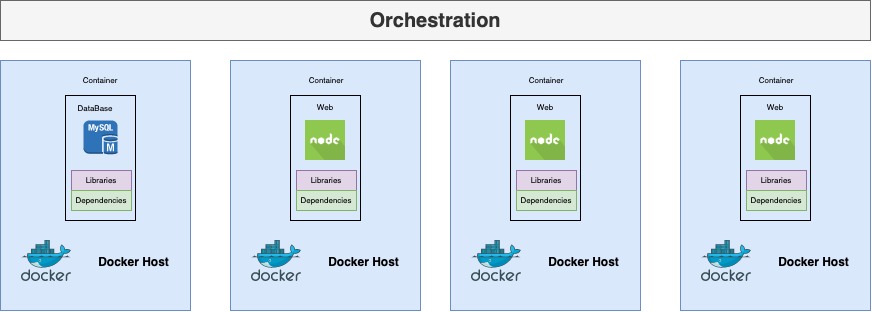 Orchestration
Container
DataBase
MySQL
M
Libraries
Dependencies
docker
Docker Host
Container
Web
node
Libraries
Dependencies
docker
Docker Host
Container
Web
node
Libraries
Dependencies
docker
Docker Host
Container
Web
node
Libraries
Dependencies
docker
Docker Host